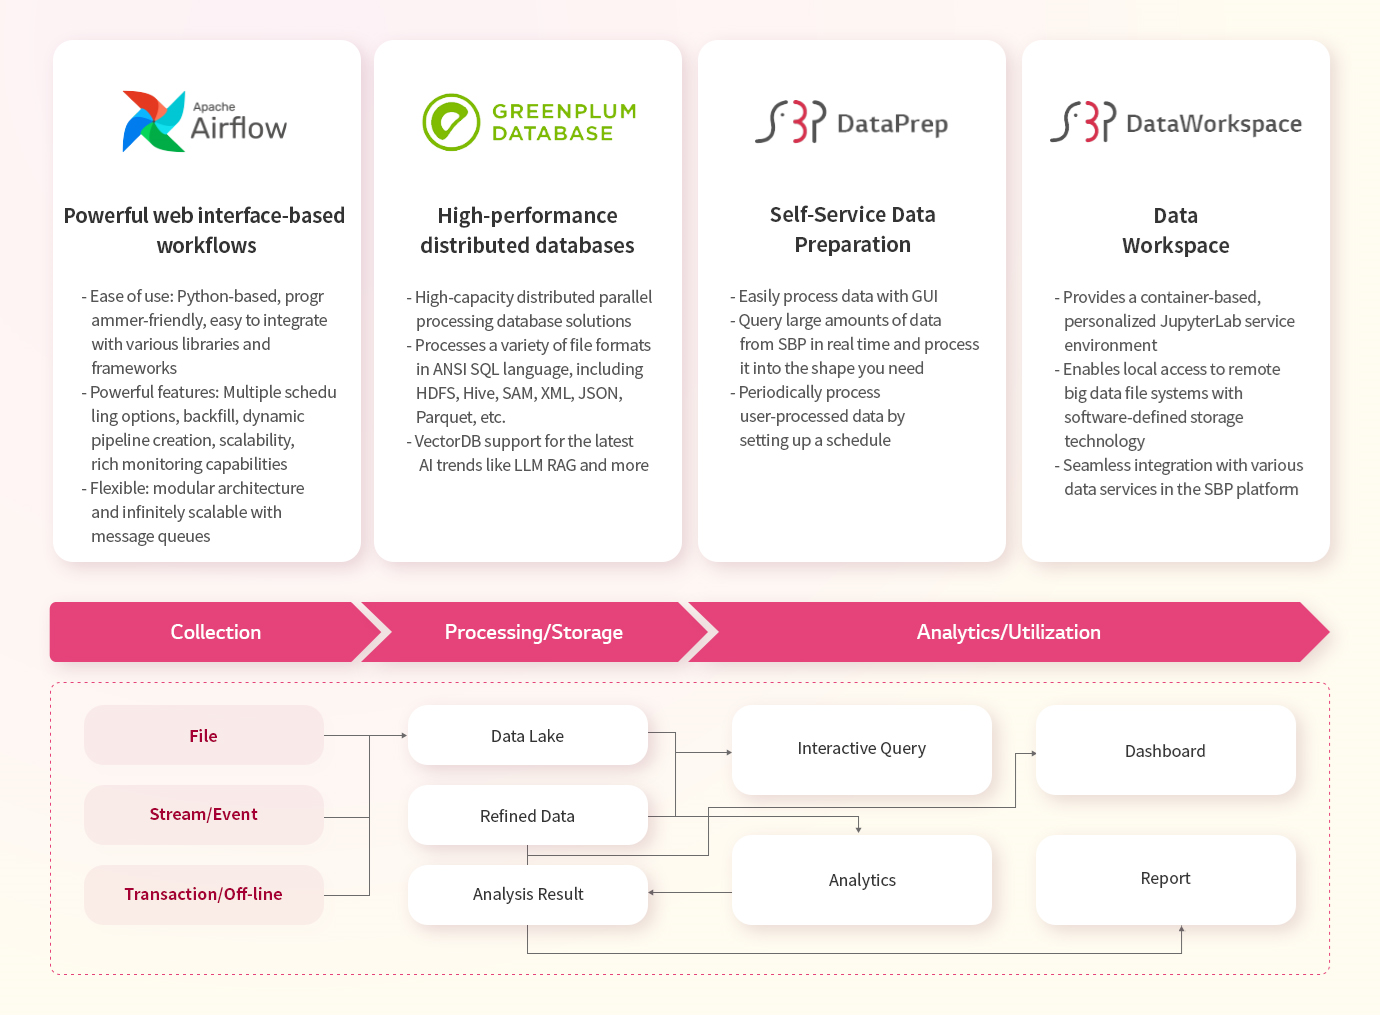 Apache
Airflow
Powerful web interface-based
workflows
- Ease of use: Python-based, progr
ammer-friendly, easy to integrate
with various libraries and
frameworks
- Powerful features: Multiple schedu
ling options, backfill, dynamic
pipeline creation, scalability,
rich monitoring capabilities
- Flexible: modular architecture
and infinitely scalable with
message queues
GREENPLUM
DATABASE
High-performance
distributed databases
- High-capacity distributed parallel
processing database solutions
- Processes a variety of file formats
in ANSI SQL language, including
HDFS, Hive, SAM, XML, JSON,
Parquet, etc.
- VectorDB support for the latest
AI trends like LLM RAG and more
SBP DataPrep
Self-Service Data
Preparation
- Easily process data with GUI
- Query large amounts of data
from SBP in real time and process
it into the shape you need
- Periodically process
user-processed data by
setting up a schedule
SBP DataWorkspace
Data
Workspace
- Provides a container-based,
personalized JupyterLab service
environment
- Enables local access to remote
big data file systems with
software-defined storage
technology
- Seamless integration with various
data services in the SBP platform
Collection
Processing/Storage
Analytics/Utilization
File
Stream/Event
Transaction/Off-line
Data Lake
Refined Data
Analysis Result
Interactive Query
Analytics
Dashboard
Report